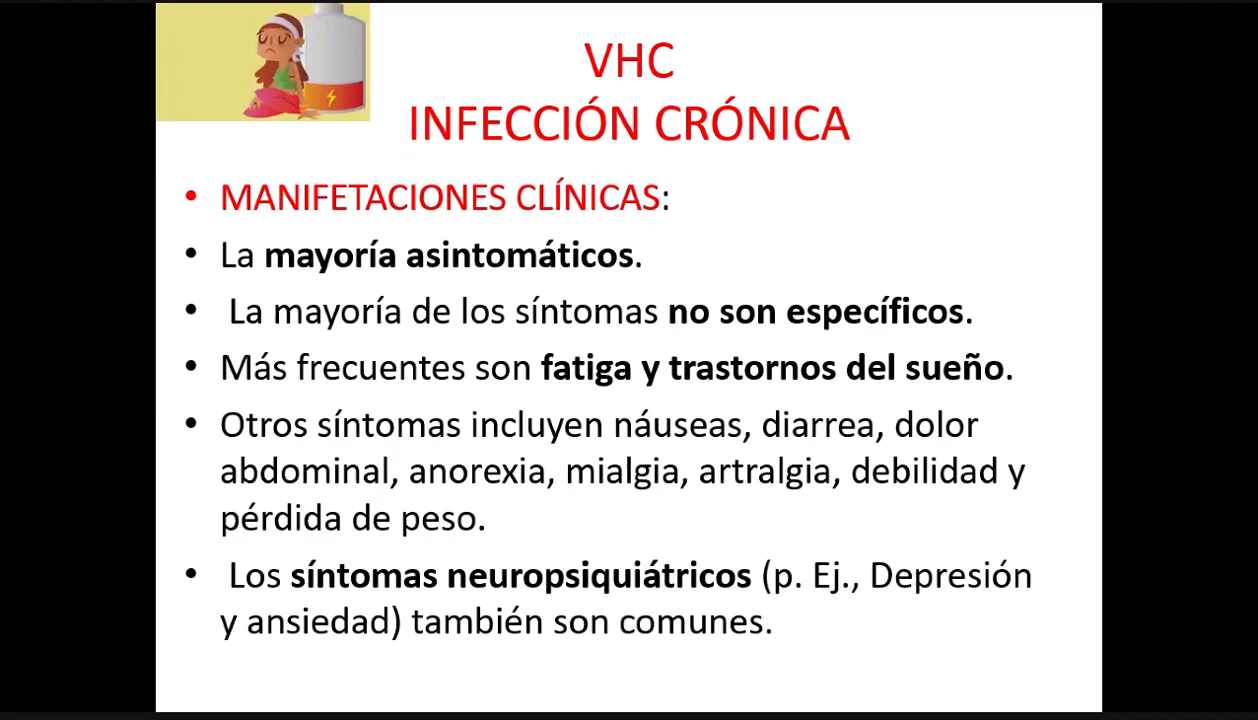 VHC
INFECCIÓN CRÓNICA
• MANIFETACIONES CLÍNICAS:
• La mayoría asintomáticos.
• La mayoría de los síntomas no son específicos.
• Más frecuentes son fatiga y trastornos del sueño.
• Otros síntomas incluyen náuseas, diarrea, dolor
abdominal, anorexia, mialgia, artralgia, debilidad y
pérdida de peso.
• Los síntomas neuropsiquiátricos (p. Ej., Depresión
y ansiedad) también son comunes.